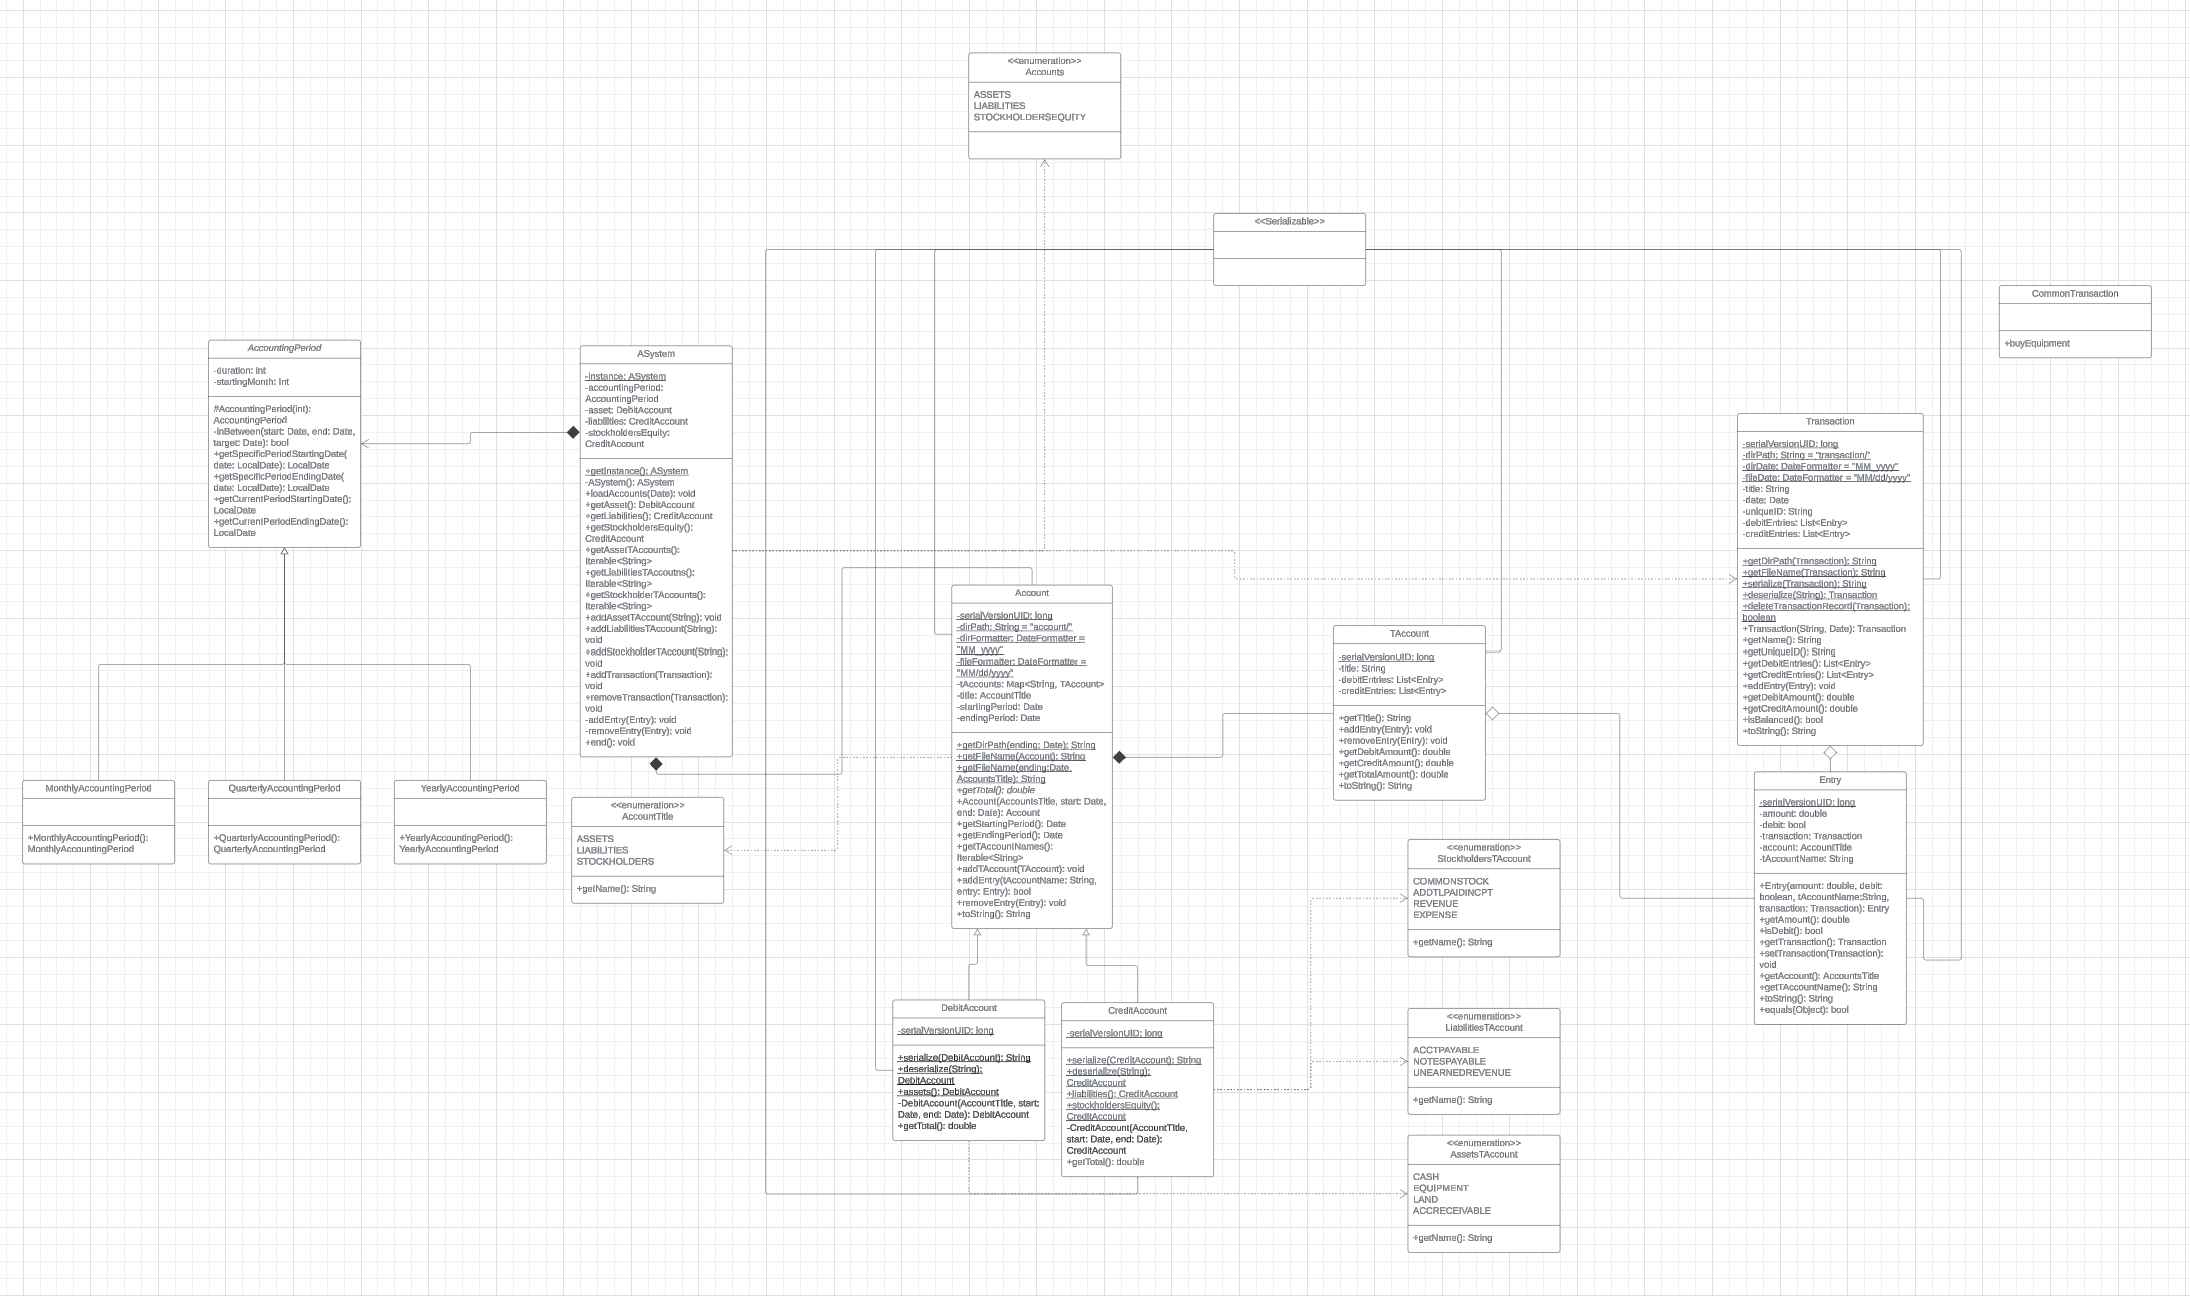 <<enumeration>>
Accounts
ASSETS
LIABILITIES
STOCKHOLDERSEQUITY
<<Serializable>>
CommonTransaction
+buyEquipment
AccountingPeriod
-duration: int
-startingMonth: Int
#AccountingPeriod(int):
AccountingPeriod
-inBetween(start: Date, end: Date,
target: Date): bool
+getSpecificPeriodStartingDate(
date: LocalDate): LocalDate
+getSpecificPeriodEndingDate(
date: LocalDate): LocalDate
+getCurrentPeriodStartingDate():
LocalDate
+getCurrentPeriodEndingDate():
LocalDate
ASystem
-instance: ASystem
-accountingPeriod:
AccountingPeriod
-asset: DebitAccount
-liabilities: CreditAccount
-stockholdersEquity:
CreditAccount
+getInstance(): ASystem
-ASystem(): ASystem
+loadAccounts(Date): void
+getAsset(): DebitAccount
+getLiabilities(): CreditAccount
+getStockholdersEquity():
CreditAccount
+getAssetTAccounts():
Iterable<String>
+getLiabilitiesTAccoutns():
Iterable<String>
+getStockholderTAccounts():
Iterable<String>
+addAssetTAccount(String): void
+addLiabilitiesTAccount(String):
void
+addStockholderTAccount(String):
void
+addTransaction(Transaction):
void
+removeTransaction(Transaction):
void
-addEntry(Entry): void
-removeEntry(Entry): void
+end(): void
Transaction
-serialVersionUID: long
-dirPath: String = "transaction/"
-dirDate: DateFormatter = "MM_yyyy"
-fileDate: DateFormatter = "MM/dd/yyyy"
-title: String
-date: Date
-uniqueID: String
-debitEntries: List<Entry>
-creditEntries: List<Entry>
+getDirPath(Transaction): String
+getFileName(Transaction): String
+serialize(Transaction): String
+deserialize(String): Transaction
+deleteTransactionRecord(Transaction):
boolean
+Transaction(String, Date): Transaction
+getName(): String
+getUniqueID(): String
+getDebitEntries(): List<Entry>
+getCreditEntries(): List<Entry>
+addEntry(Entry): void
+getDebitAmount(): double
+getCreditAmount(): double
+isBalanced(): bool
+toString(): String
Account
-serialVersionUID: long
-dirPath: String = "account/"
-dirFormatter: DateFormatter =
"MM_yyyy"
-fileFormatter: DateFormatter =
"MM/dd/yyyy"
-tAccounts: Map<String, TAccount>
-title: AccountTitle
-startingPeriod: Date
-endingPeriod: Date
+getDirPath(ending: Date): String
+getFileName(Account): String
+getFileName(ending:Date,
AccountsTitle): String
+getTotal(): double
+Account(AccountsTitle, start: Date,
end: Date): Account
+getStartingPeriod(): Date
+getEndingPeriod(): Date
+getTAccountNames():
Iterable<String>
+addTAccount(TAccount): void
+addEntry(tAccountName: String,
entry: Entry): bool
+removeEntry(Entry): void
+toString(): String
TAccount
-serialVersionUID: long
-title: String
-debitEntries: List<Entry>
-creditEntries: List<Entry>
+getTitle(): String
+addEntry(Entry): void
+removeEntry(Entry): void
+getDebitAmount(): double
+getCreditAmount(): double
+getTotalAmount(): double
+toString(): String
MonthlyAccountingPeriod
+MonthlyAccountingPeriod():
MonthlyAccountingPeriod
QuarterlyAccountingPeriod
+QuarterlyAccountingPeriod():
QuarterlyAccountingPeriod
YearlyAccountingPeriod
+YearlyAccountingPeriod():
YearlyAccountingPeriod
<<enumeration>>
AccountTitle
ASSETS
LIABILITIES
STOCKHOLDERS
+getName(): String
Entry
-serialVersionUID: long
-amount: double
-debit: bool
-transaction: Transaction
-account: AccountTitle
-tAccountName: String
+Entry(amount: double, debit:
boolean, tAccountName:String,
transaction: Transaction): Entry
+getAmount(): double
+isDebit(): bool
+getTransaction(): Transaction
+setTransaction(Transaction):
void
+getAccount(): AccountsTitle
+getTAccountName(): String
+toString(): String
+equals(Object): bool
<<enumeration>>
StockholdersTAccount
COMMONSTOCK
ADDTLPAIDINCPT
REVENUE
EXPENSE
+getName(): String
DebitAccount
-serialVersionUID: long
+serialize(DebitAccount): String
+deserialize(String):
DebitAccount
+assets(): DebitAccount
-DebitAccount(AccountTitle, start:
Date, end: Date): DebitAccount
+getTotal(): double
CreditAccount
-serialVersionUID: long
+serialize(CreditAccount): String
+deserialize(String):
CreditAccount
+liabilities(): CreditAccount
+stockholdersEquity():
CreditAccount
-CreditAccount(AccountTitle,
start: Date, end: Date):
CreditAccount
+getTotal(): double
<<enumeration>>
LiabilitiesTAccount
ACCTPAYABLE
NOTESPAYABLE
UNEARNEDREVENUE
+getName(): String
<<enumeration>>
AssetsTAccount
CASH
EQUIPMENT
LAND
ACCRECEIVABLE
+getName(): String